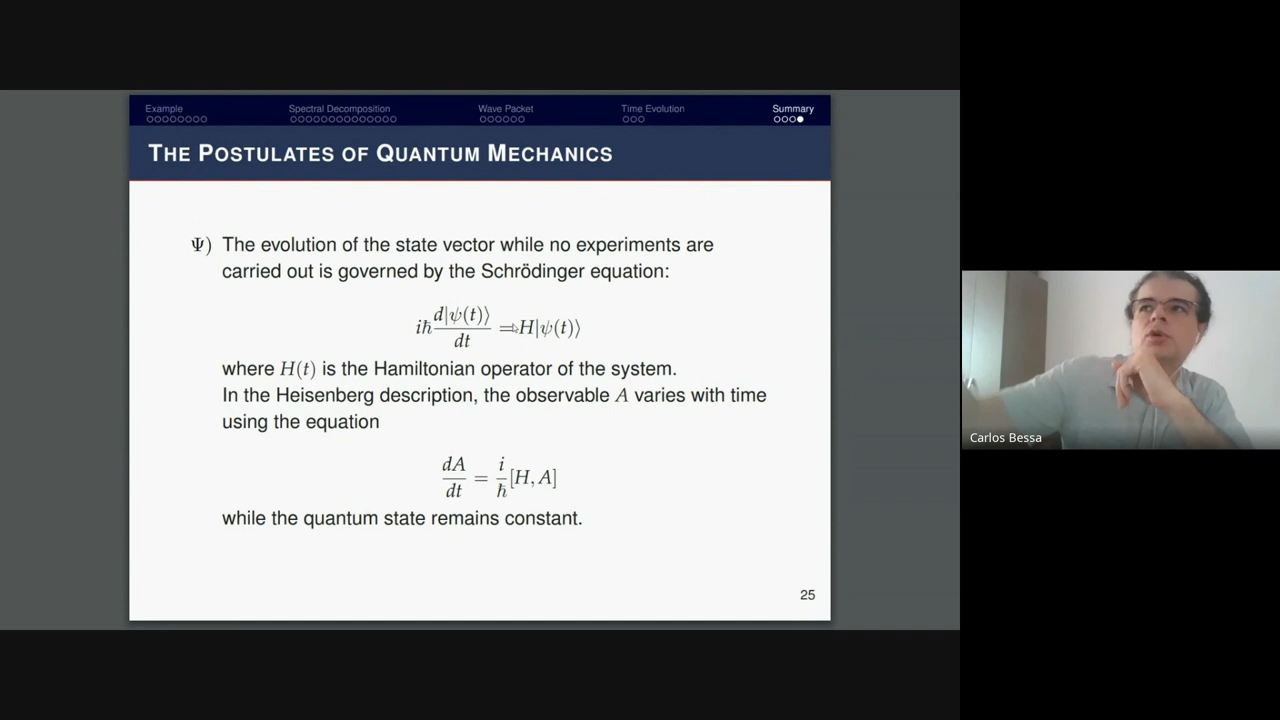 Example Spectral Decomposition Wave Packet Time Evolution Summary
THE POSTULATES OF QUANTUM MECHANICS
Ψ) The evolution of the state vector while no experiments are
carried out is governed by the Schrödinger equation:
iℏ d|ψ(t)⟩/dt = H|ψ(t)⟩
where H(t) is the Hamiltonian operator of the system.
In the Heisenberg description, the observable A varies with time
using the equation
dA/dt = i/ℏ [H, A]
while the quantum state remains constant.
25
Carlos Bessa